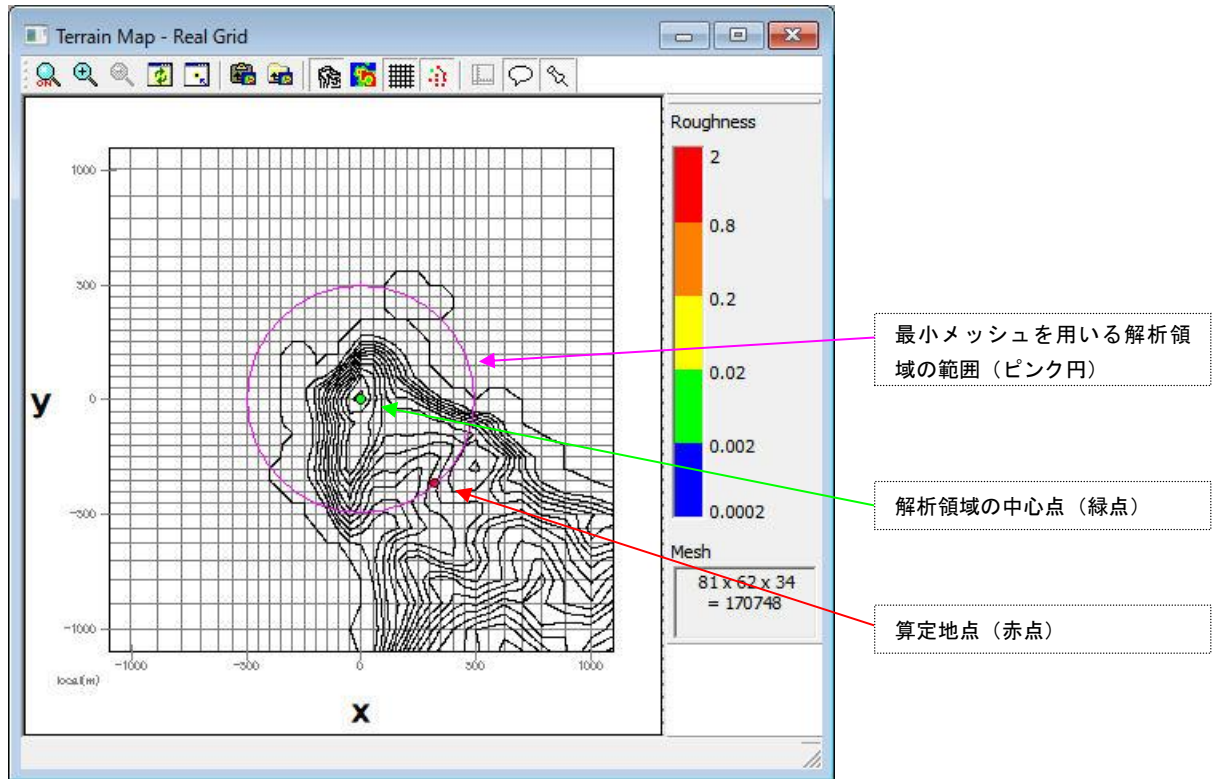 Terrain Map - Real Grid
ON
Roughness
2
0.8
0.2
0.02
0.002
0.0002
Mesh
81 x 62 x 34
= 170748
1000
500
0
-500
-1000
y
-1000
-500
0
500
1000
local(m)
x
最小メッシュを用いる解析領
域の範囲（ピンク円）
解析領域の中心点（緑点）
算定地点（赤点）